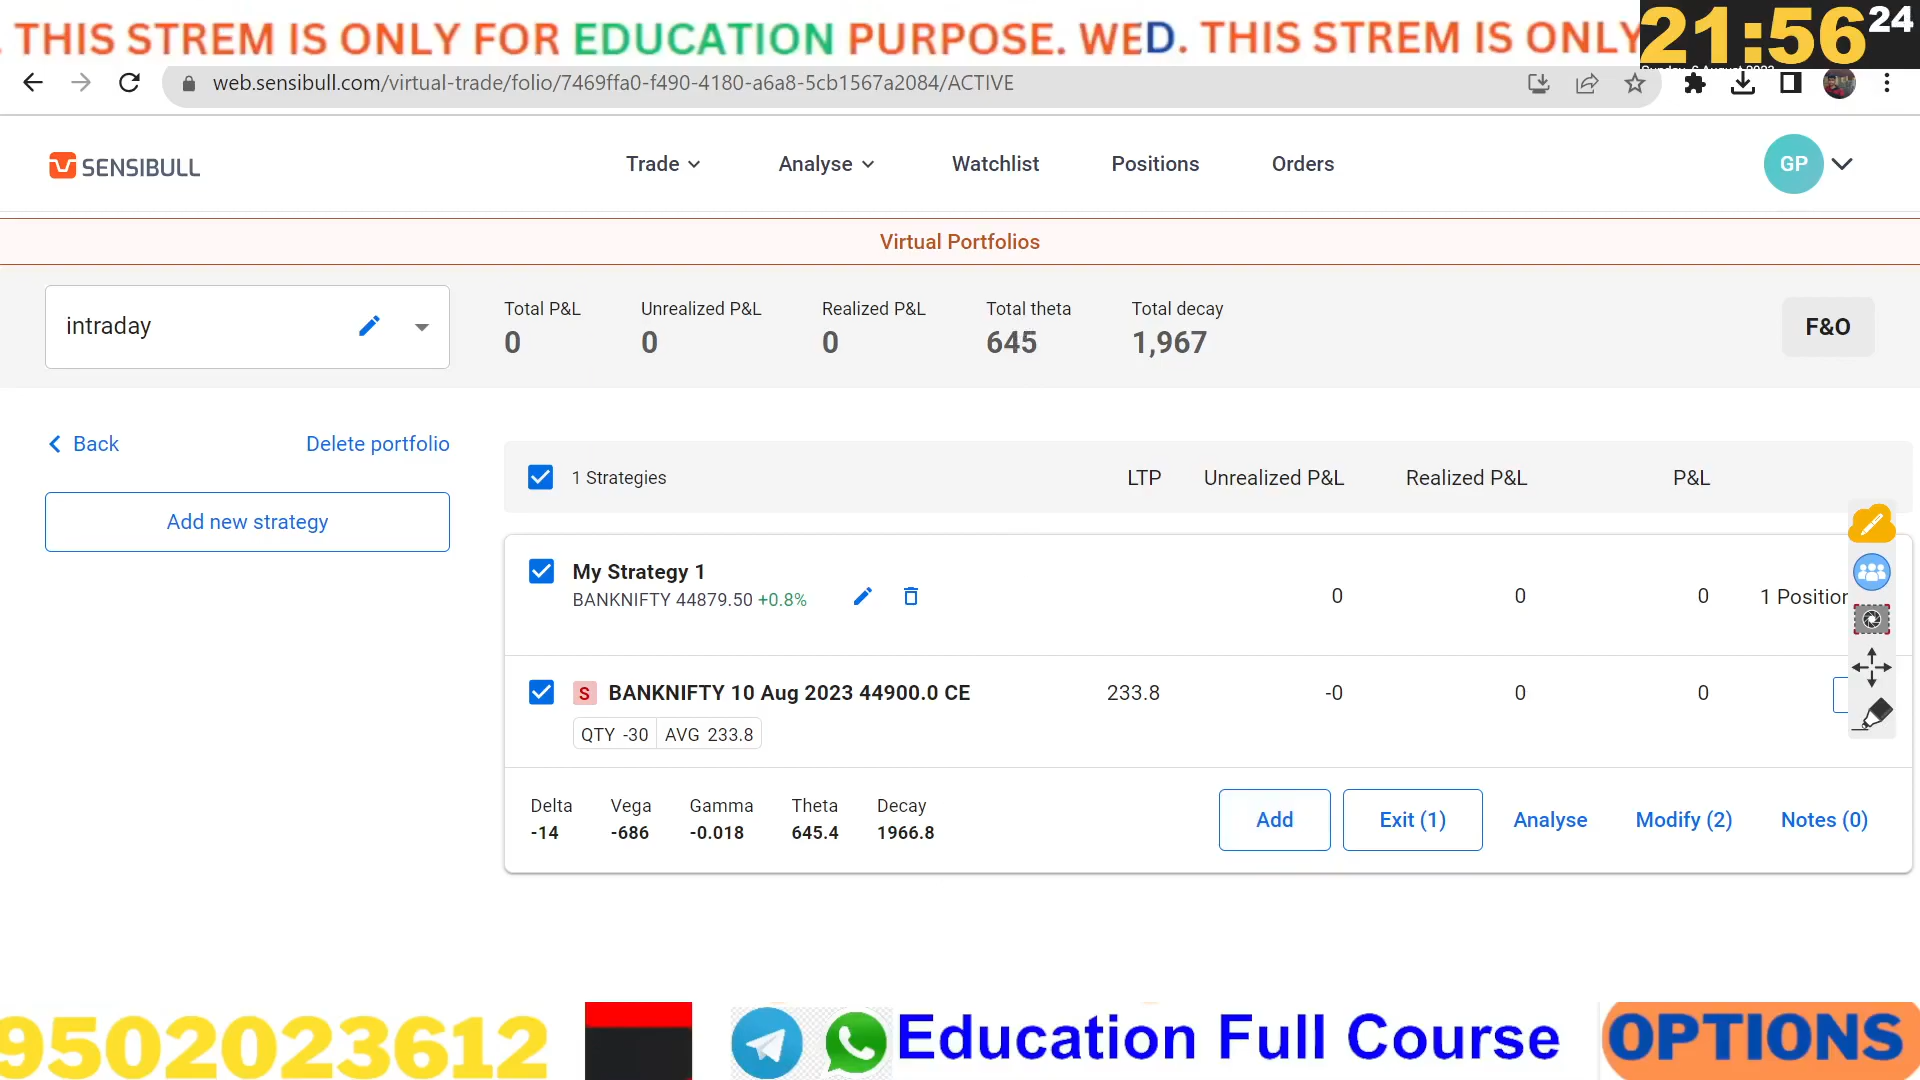 . THIS STREM IS ONLY FOR EDUCATION PURPOSE. WED. THIS STREM IS ONLY
21:56 24
web.sensibull.com/virtual-trade/folio/7469ffa0-f490-4180-a6a8-5cb1567a2084/ACTIVE
SENSIBULL
Trade
Analyse
Watchlist
Positions
Orders
GP
Virtual Portfolios
intraday
Total P&L
Unrealized P&L
Realized P&L
Total theta
Total decay
0
0
0
645
1,967
F&O
Back
Delete portfolio
Add new strategy
1 Strategies
LTP
Unrealized P&L
Realized P&L
P&L
My Strategy 1
BANKNIFTY 44879.50 +0.8%
0
0
0
1 Position
S BANKNIFTY 10 Aug 2023 44900.0 CE
233.8
-0
0
0
QTY -30
AVG 233.8
Delta
Vega
Gamma
Theta
Decay
-14
-686
-0.018
645.4
1966.8
Add
Exit (1)
Analyse
Modify (2)
Notes (0)
9502023612
Education Full Course
OPTIONS